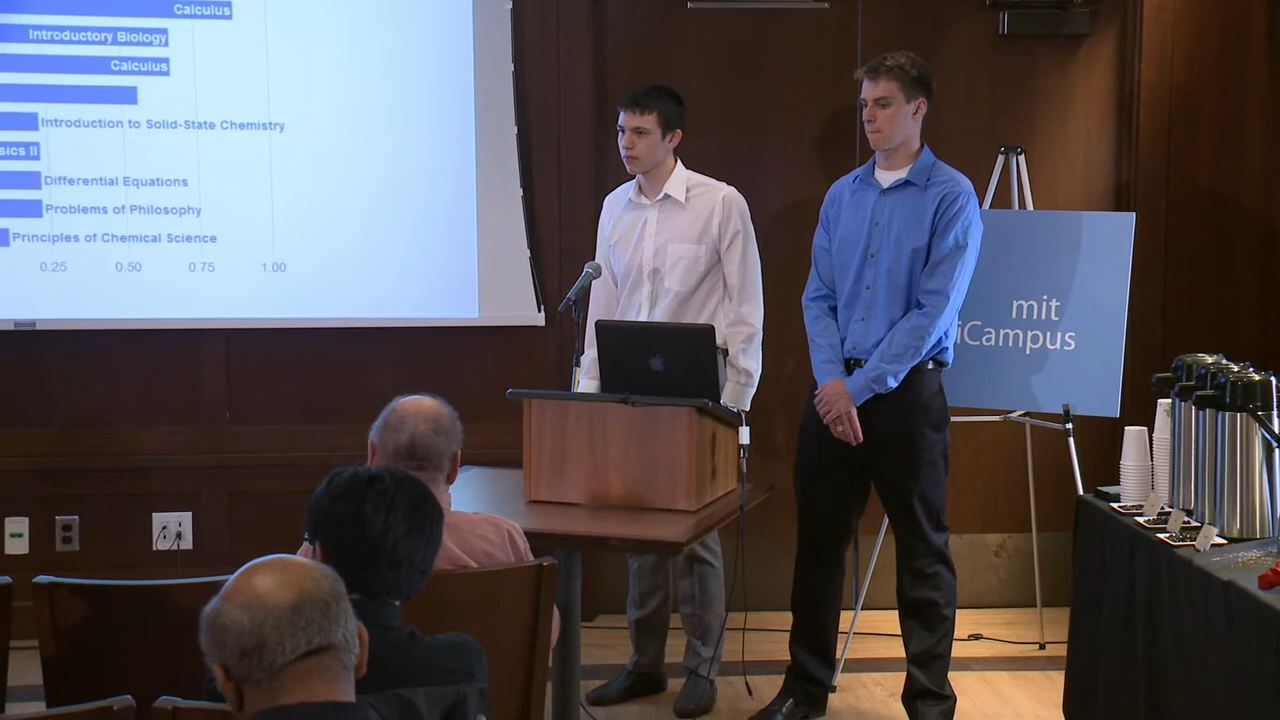 Calculus
Introductory Biology
Calculus
Introduction to Solid-State Chemistry
sics II
Differential Equations
Problems of Philosophy
Principles of Chemical Science
0.25 0.50 0.75 1.00
mit
iCampus